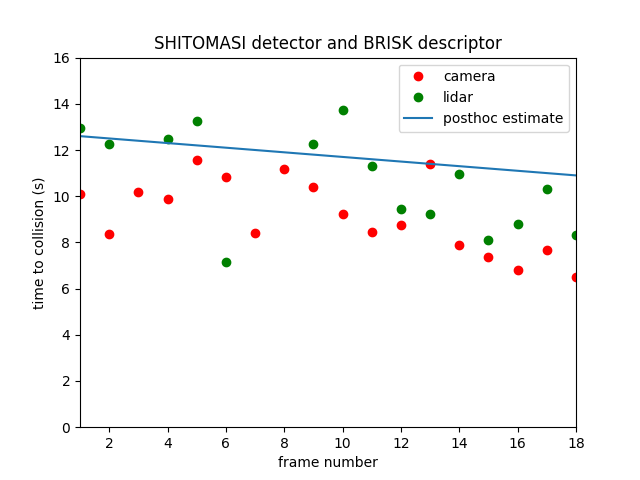 SHITOMASI detector and BRISK descriptor
camera
lidar
posthoc estimate
time to collision (s)
16
14
12
10
8
6
4
2
0
2 4 6 8 10 12 14 16 18
frame number